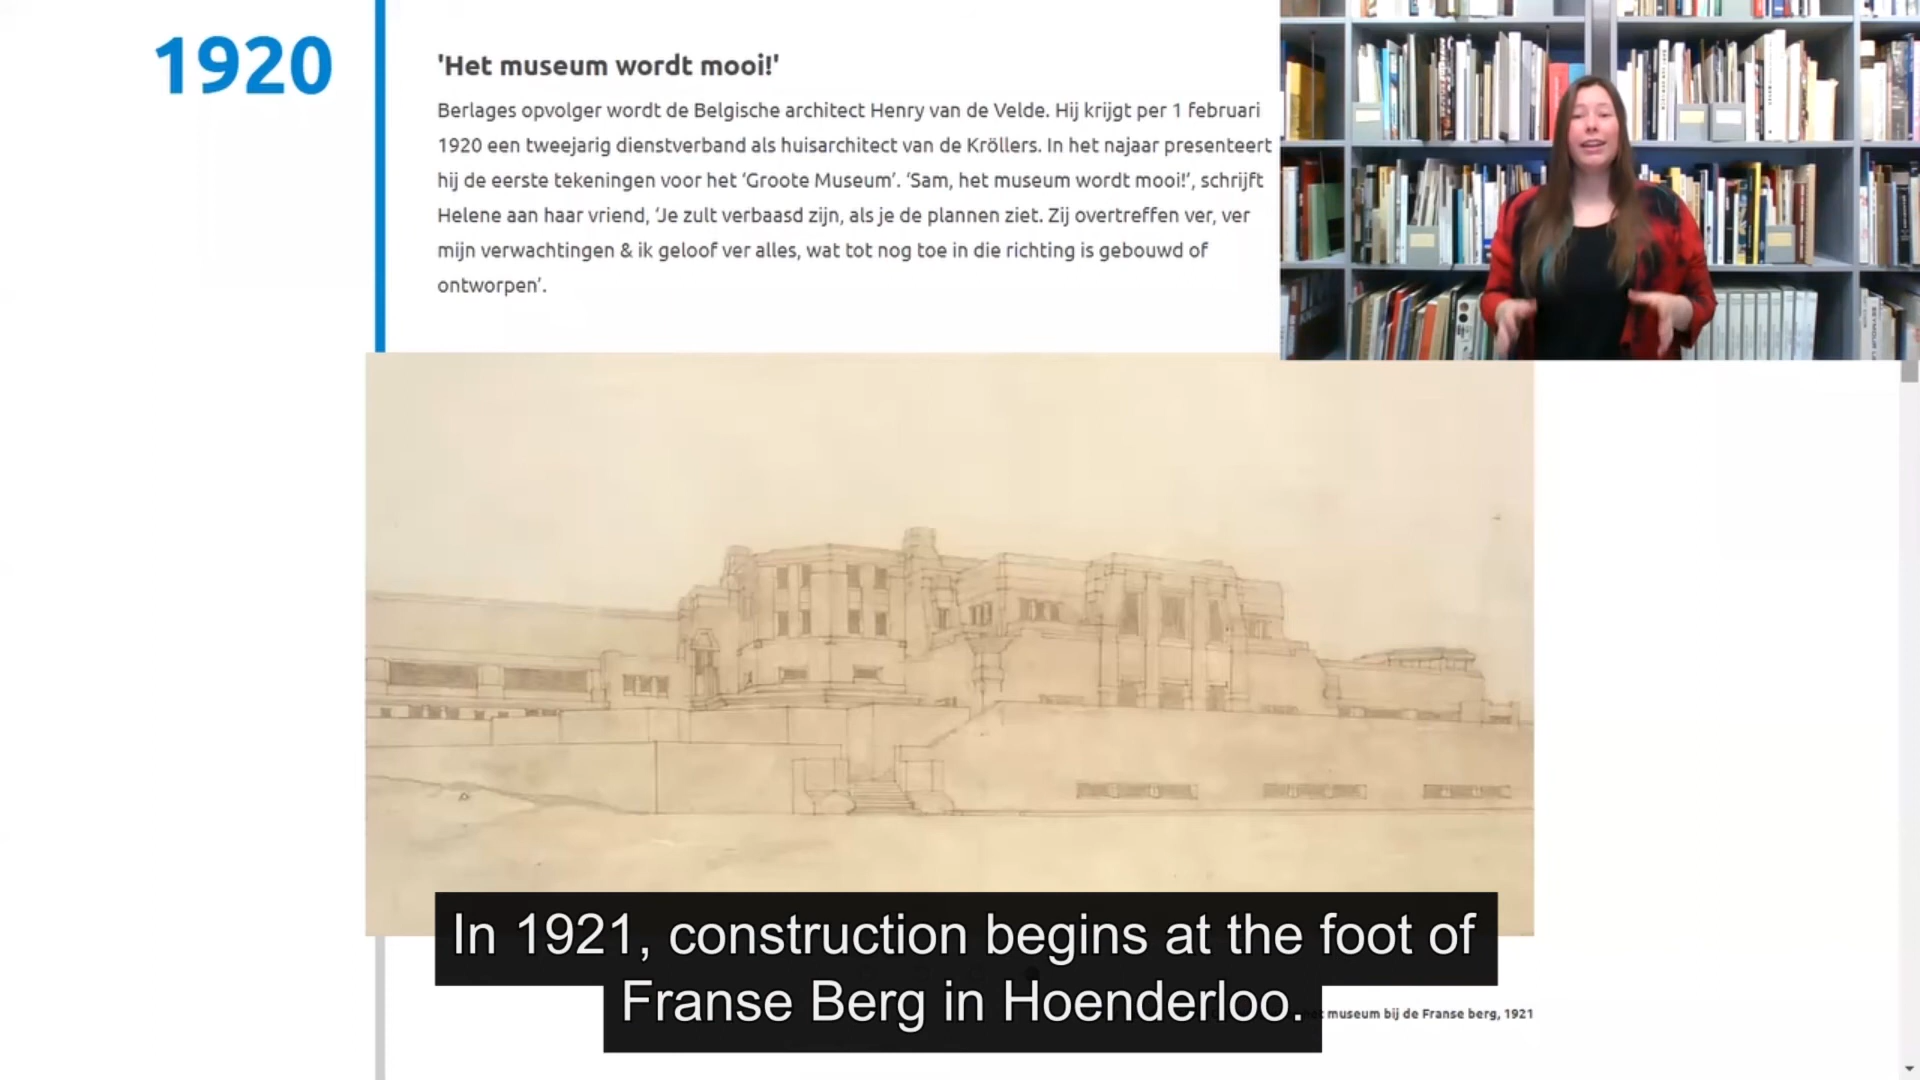 1920
'Het museum wordt mooi!'
Berlages opvolger wordt de Belgische architect Henry van de Velde. Hij krijgt per 1 februari
1920 een tweejarig dienstverband als huisarchitect van de Kröllers. In het najaar presenteert
hij de eerste tekeningen voor het ‘Groote Museum’. ‘Sam, het museum wordt mooi!’, schrijft
Helene aan haar vriend, ‘Je zult verbaasd zijn, als je de plannen ziet. Zij overtreffen ver, ver
mijn verwachtingen & ik geloof ver alles, wat tot nog toe in die richting is gebouwd of
ontworpen’.
In 1921, construction begins at the foot of
Franse Berg in Hoenderloo.
museum bij de Franse berg, 1921